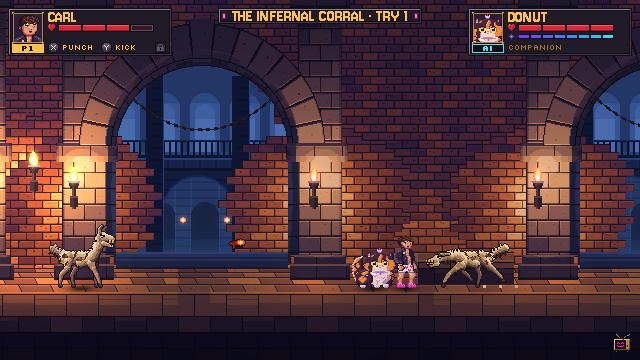 CARL
P1
X PUNCH Y KICK
THE INFERNAL CORRAL · TRY 1
DONUT
AI
COMPANION